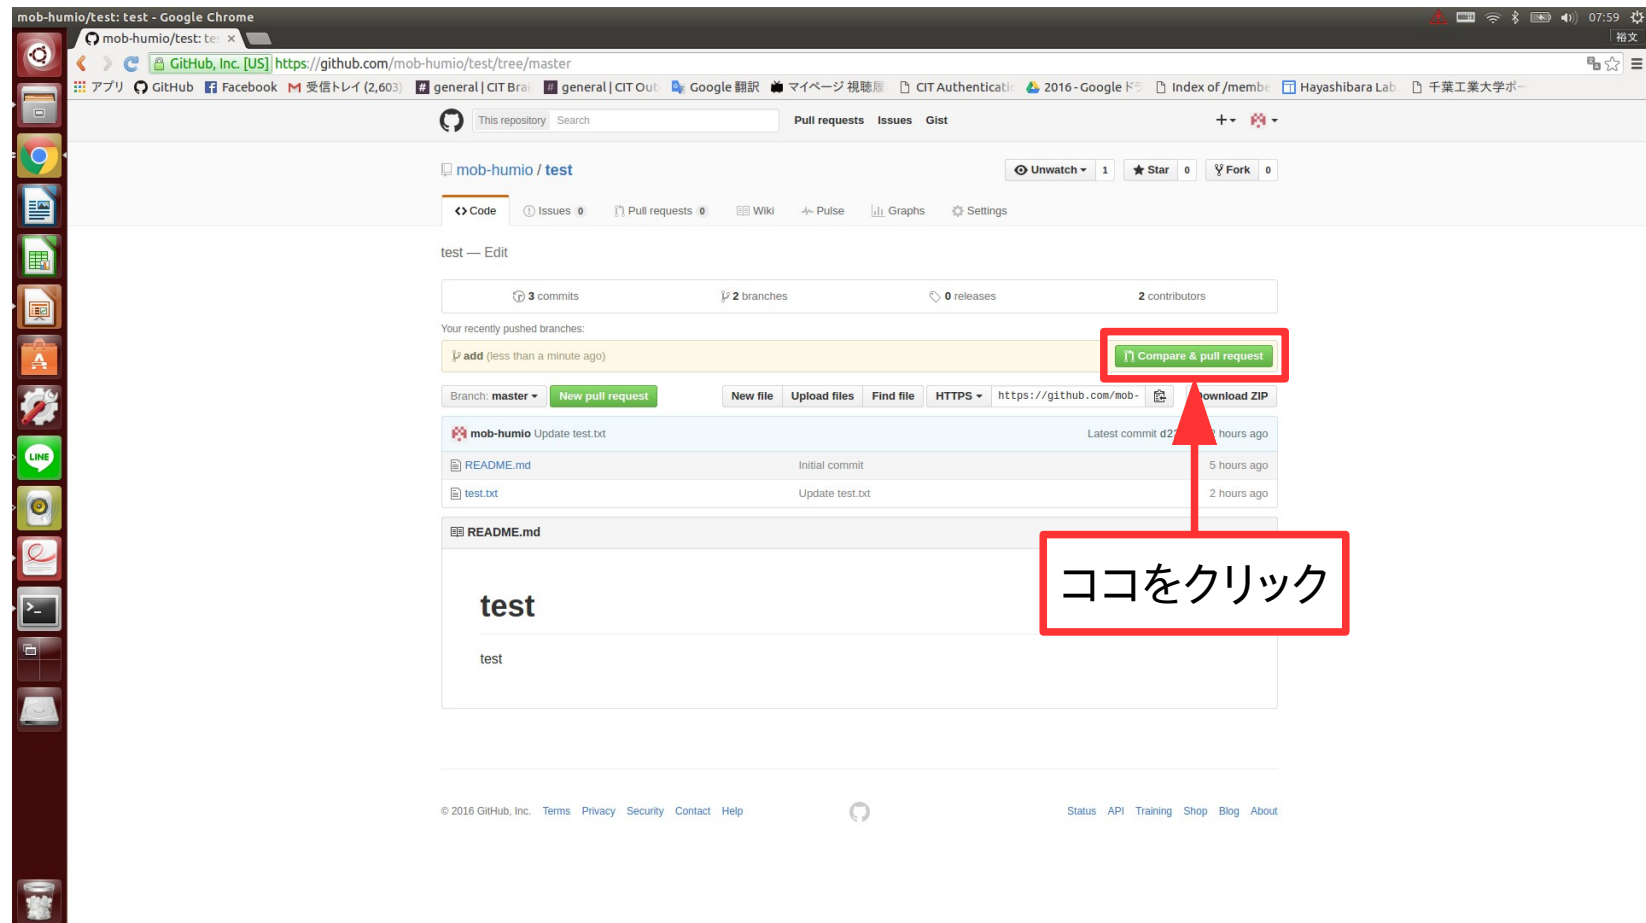 mob-humio/test: test - Google Chrome
07:59
mob-humio/test: te
裕文
GitHub, Inc. [US] https://github.com/mob-humio/test/tree/master
アプリ GitHub Facebook 受信トレイ (2,603) general | CIT Brai general | CIT Out Google 翻訳 マイページ 視聴履 CIT Authenticati 2016 - Google ドラ Index of /membe Hayashibara Lab. 千葉工業大学ポー
This repository Search Pull requests Issues Gist
mob-humio / test
Unwatch 1 Star 0 Fork 0
Code Issues 0 Pull requests 0 Wiki Pulse Graphs Settings
test — Edit
3 commits 2 branches 0 releases 2 contributors
Your recently pushed branches:
add (less than a minute ago) Compare & pull request
Branch: master New pull request New file Upload files Find file HTTPS https://github.com/mob- Download ZIP
mob-humio Update test.txt Latest commit hours ago
README.md Initial commit 5 hours ago
test.txt Update test.txt 2 hours ago
README.md
ココをクリック
test
test
LINE
© 2016 GitHub, Inc. Terms Privacy Security Contact Help Status API Training Shop Blog About